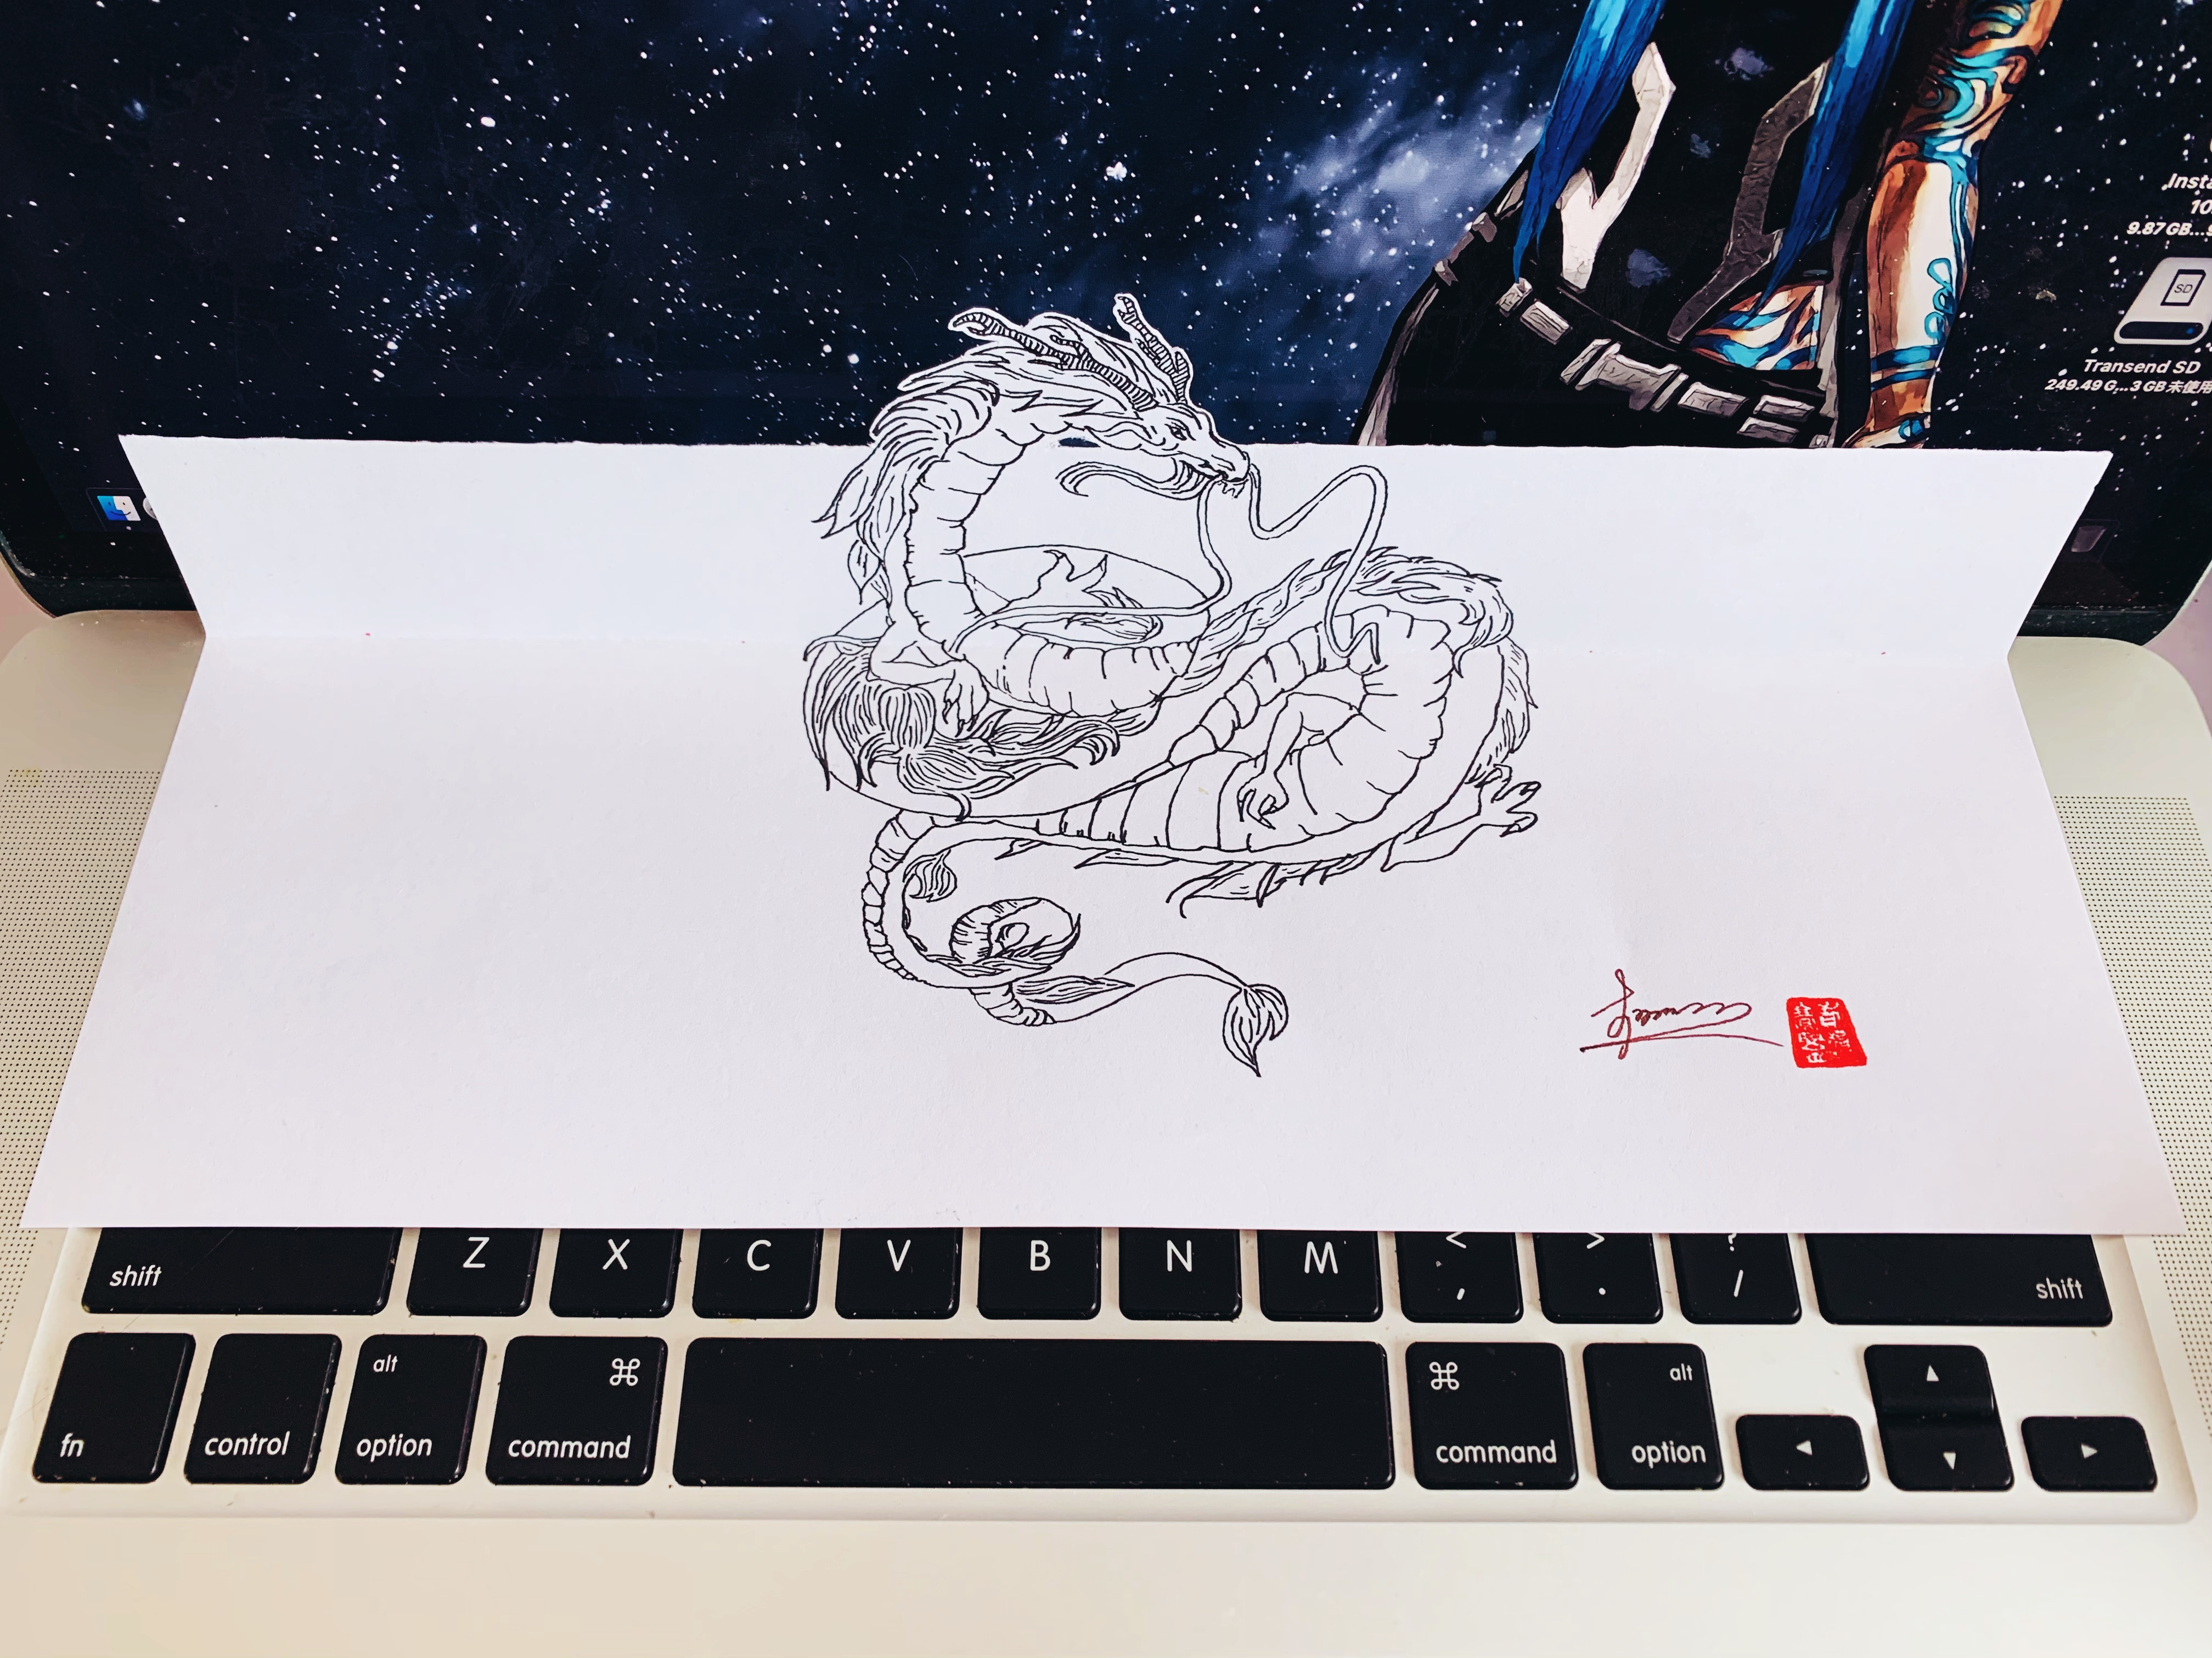 Insta
10
9.87 GB...9
SD
Transend SD
249.49 G...3 GB 未使用
shift Z X C V B N M < , > . ? / shift
fn control alt option ⌘ command ⌘ command alt option ◀ ▲ ▼ ▶